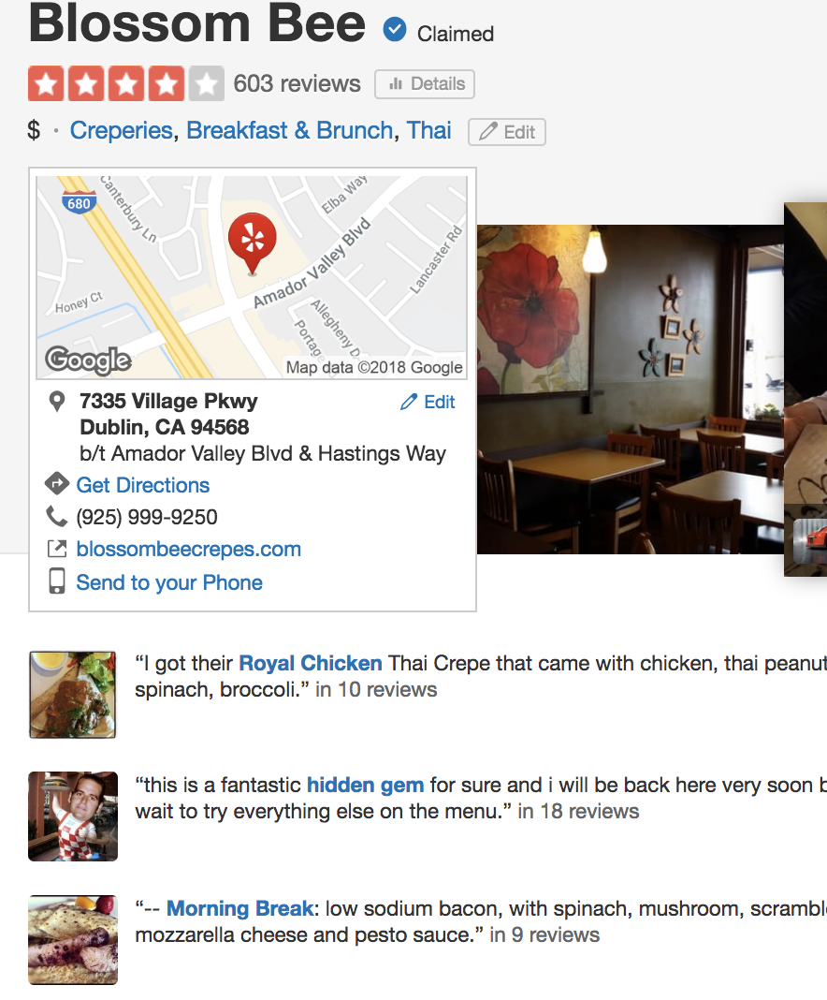 Blossom Bee Claimed
603 reviews Details
$ · Creperies, Breakfast & Brunch, Thai Edit
680
Canterbury Ln
Elba Way
Amador Valley Blvd
Lancaster Rd
Honey Ct
Allegheny D
Portage
Google
Map data ©2018 Google
7335 Village Pkwy Edit
Dublin, CA 94568
b/t Amador Valley Blvd & Hastings Way
Get Directions
(925) 999-9250
blossombeecrepes.com
Send to your Phone
“I got their Royal Chicken Thai Crepe that came with chicken, thai peanut
spinach, broccoli.” in 10 reviews
“this is a fantastic hidden gem for sure and i will be back here very soon b
wait to try everything else on the menu.” in 18 reviews
“-- Morning Break: low sodium bacon, with spinach, mushroom, scramble
mozzarella cheese and pesto sauce.” in 9 reviews